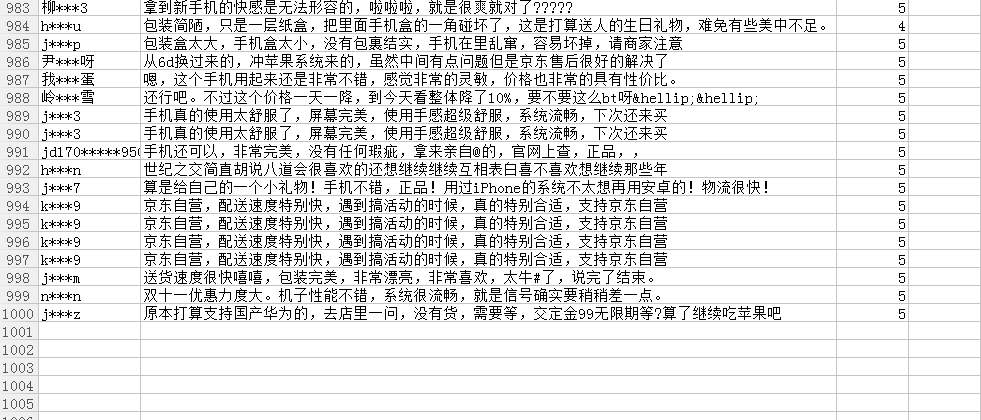 983 柳***3 拿到新手机的快感是无法形容的，啦啦啦，就是很爽就对了????? 5
984 h***u 包装简陋，只是一层纸盒，把里面手机盒的一角碰坏了，这是打算送人的生日礼物，难免有些美中不足。 4
985 j***p 包装盒太大，手机盒太小，没有包裹结实，手机在里乱窜，容易坏掉，请商家注意 5
986 尹***呀 从6d换过来的，冲苹果系统来的，虽然中间有点问题但是京东售后很好的解决了 5
987 我***蛋 嗯，这个手机用起来还是非常不错，感觉非常的灵敏，价格也非常的具有性价比。 5
988 岭***雪 还行吧。不过这个价格一天一降，到今天看整体降了10%，要不要这么bt呀&hellip;&hellip; 5
989 j***3 手机真的使用太舒服了，屏幕完美，使用手感超级舒服，系统流畅，下次还来买 5
990 j***3 手机真的使用太舒服了，屏幕完美，使用手感超级舒服，系统流畅，下次还来买 5
991 jd170*****950 手机还可以，非常完美，没有任何瑕疵，拿来亲自@的，官网上查，正品，， 5
992 h***n 世纪之交简直胡说八道会很喜欢的还想继续继续互相表白喜不喜欢想继续那些年 5
993 j***7 算是给自己的一个小礼物！手机不错，正品！用过iPhone的系统不太想再用安卓的！物流很快！ 5
994 k***9 京东自营，配送速度特别快，遇到搞活动的时候，真的特别合适，支持京东自营 5
995 k***9 京东自营，配送速度特别快，遇到搞活动的时候，真的特别合适，支持京东自营 5
996 k***9 京东自营，配送速度特别快，遇到搞活动的时候，真的特别合适，支持京东自营 5
997 k***9 京东自营，配送速度特别快，遇到搞活动的时候，真的特别合适，支持京东自营 5
998 j***m 送货速度很快嘻嘻，包装完美，非常漂亮，非常喜欢，太牛#了，说完了结束。 5
999 n***n 双十一优惠力度大。机子性能不错，系统很流畅，就是信号确实要稍稍差一点。 5
1000 j***z 原本打算支持国产华为的，去店里一问，没有货，需要等，交定金99无限期等?算了继续吃苹果吧 5
1001
1002
1003
1004
1005